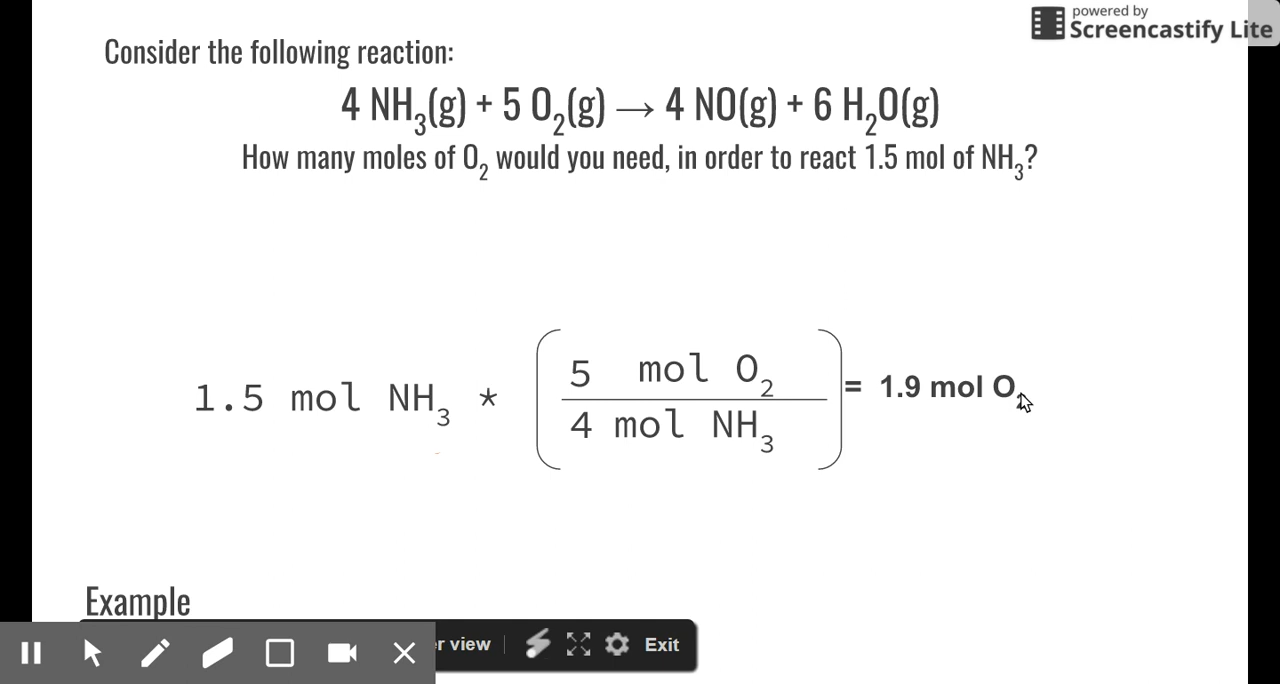 powered by
Screencastify Lite
Consider the following reaction:
4 NH₃(g) + 5 O₂(g) → 4 NO(g) + 6 H₂O(g)
How many moles of O₂ would you need, in order to react 1.5 mol of NH₃?
5 mol O₂
1.5 mol NH₃ * = 1.9 mol O₂
4 mol NH₃
Example
er view Exit